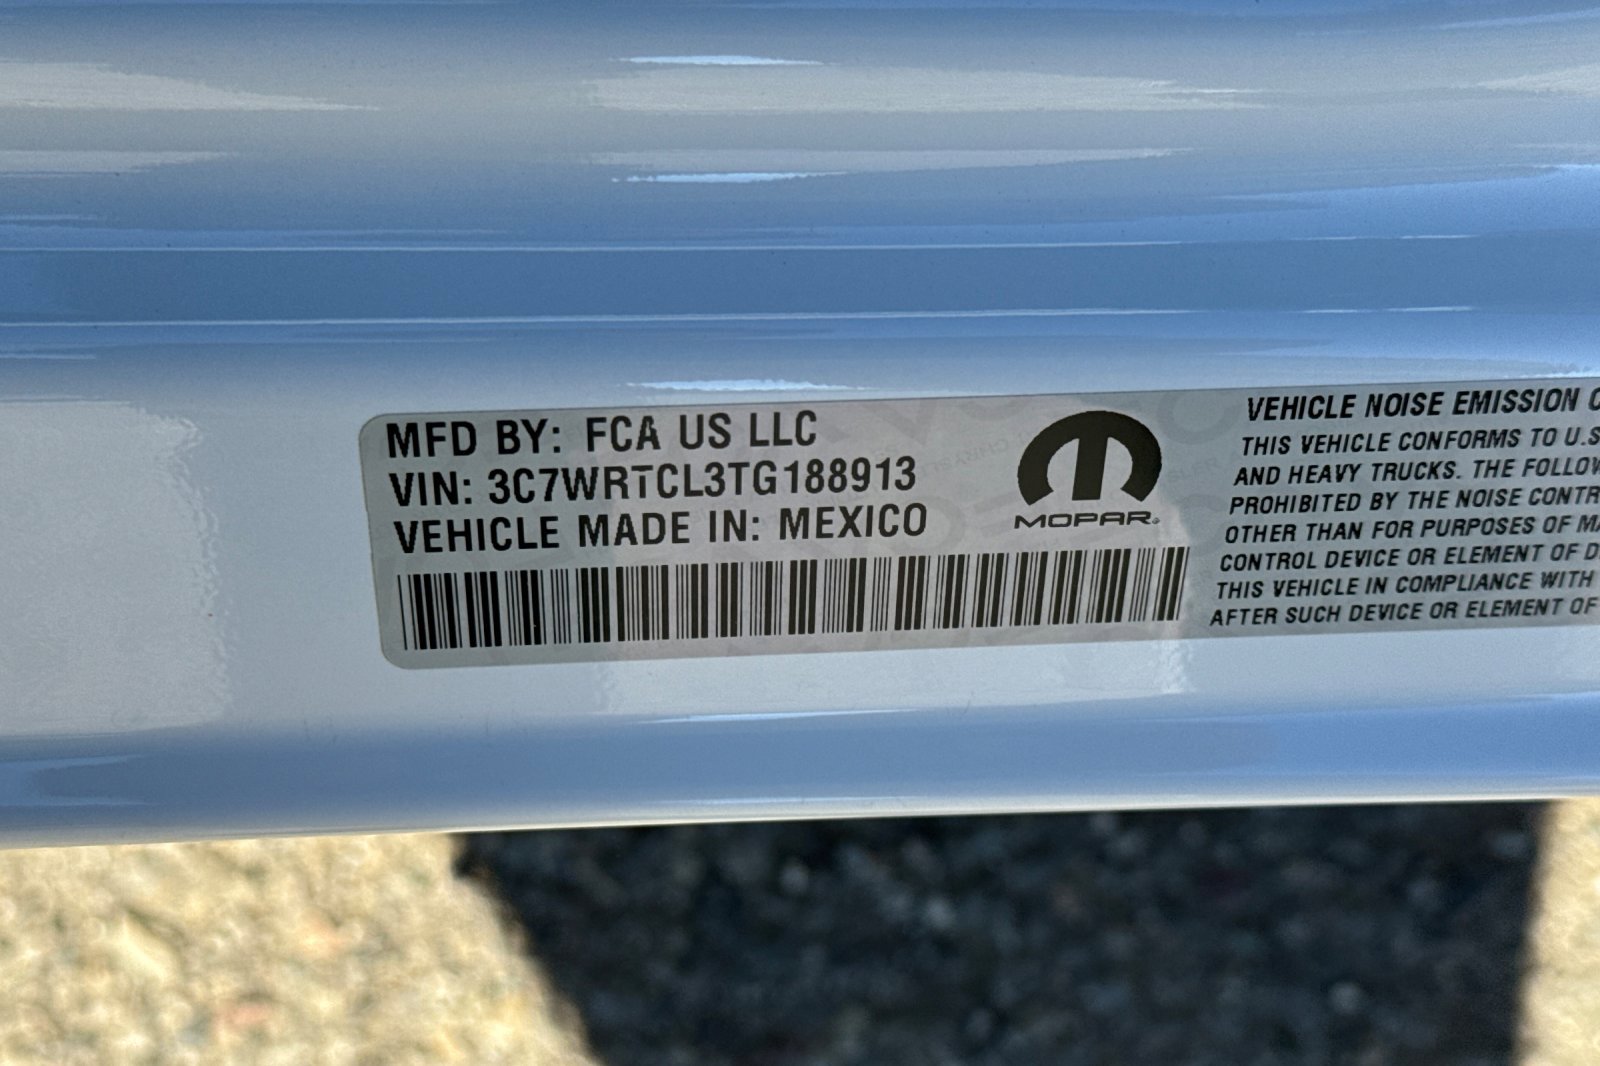 MFD BY: FCA US LLC
VIN: 3C7WRTCL3TG188913
VEHICLE MADE IN: MEXICO
MOPAR
VEHICLE NOISE EMISSION
THIS VEHICLE CONFORMS TO U.S
AND HEAVY TRUCKS. THE
PROHIBITED BY THE NOISE
OTHER THAN FOR PURPOSES OF
CONTROL DEVICE OR ELEMENT OF
THIS VEHICLE IN COMPLIANCE WITH
AFTER SUCH DEVICE OR ELEMENT OF